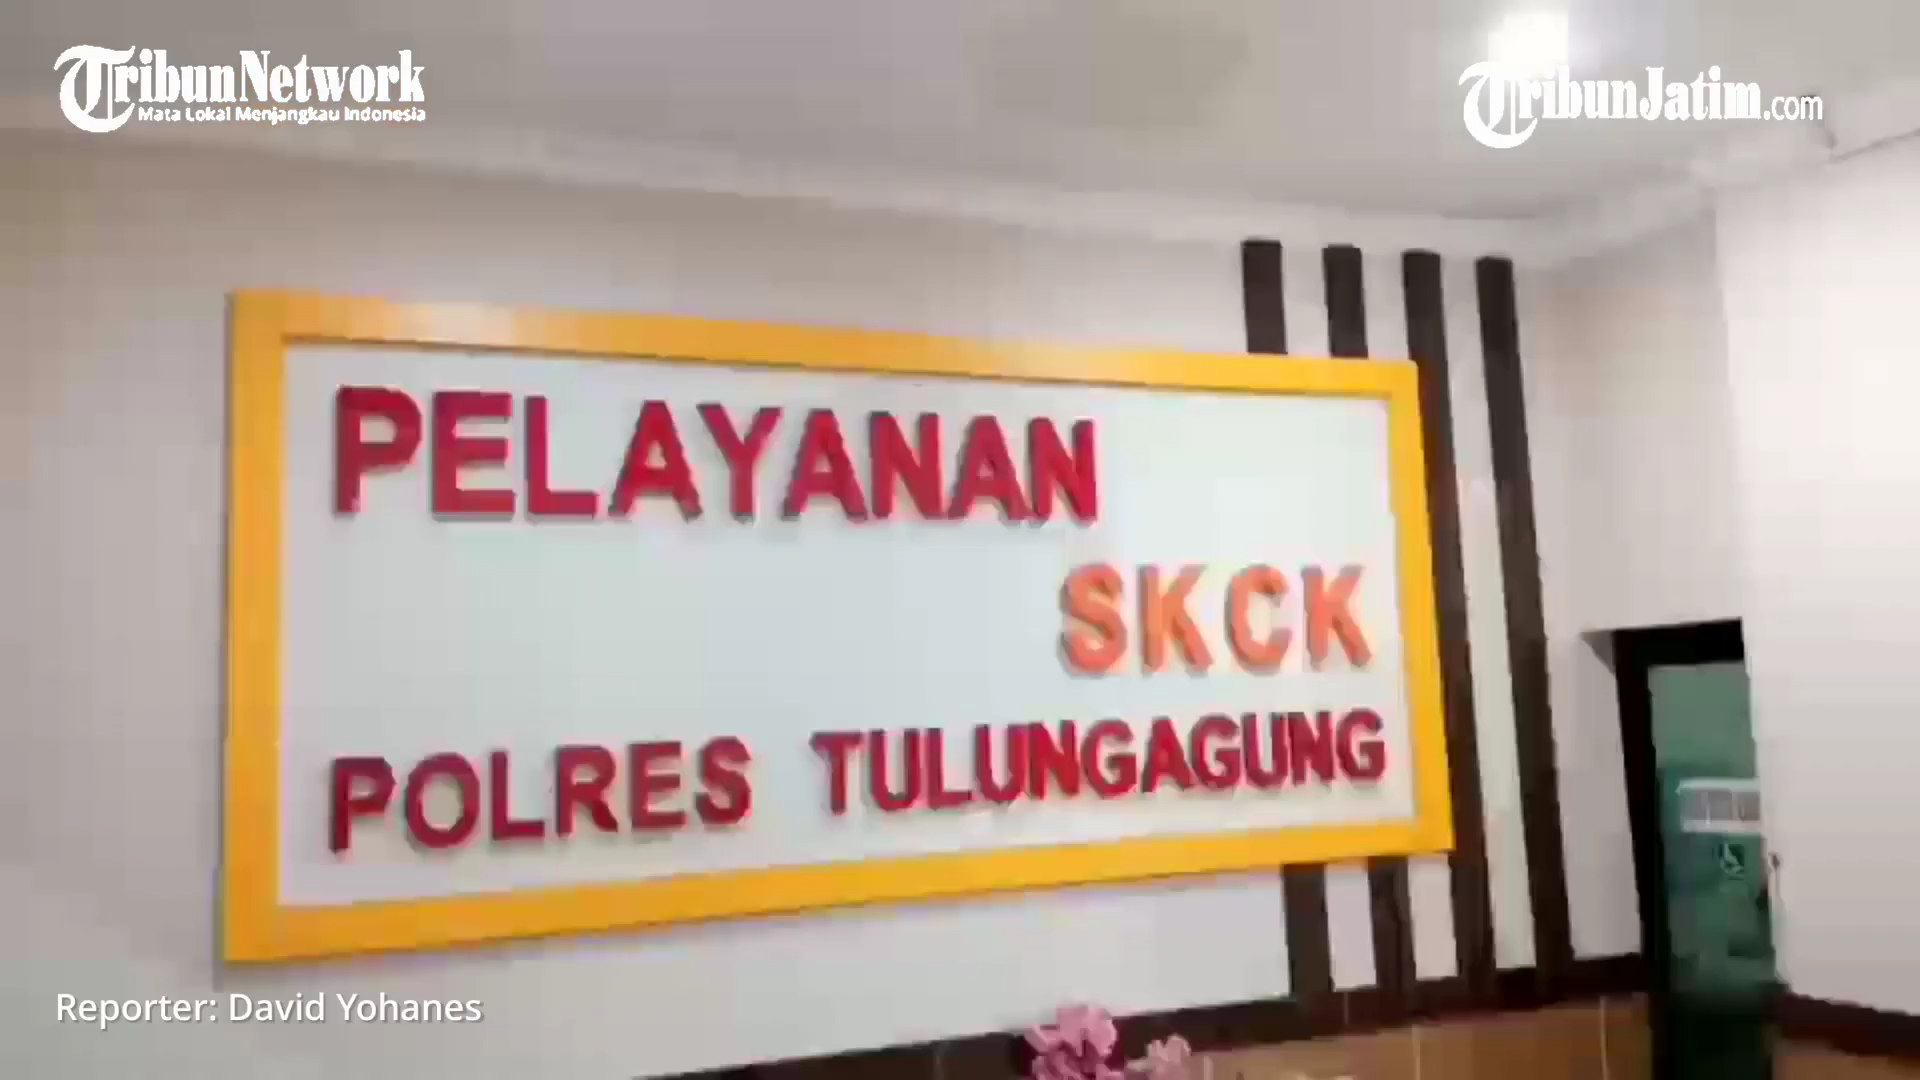 TribunNetwork
Mata Lokal Menjangkau Indonesia
TribunJatim.com
PELAYANAN
SKCK
POLRES TULUNGAGUNG
Reporter: David Yohanes